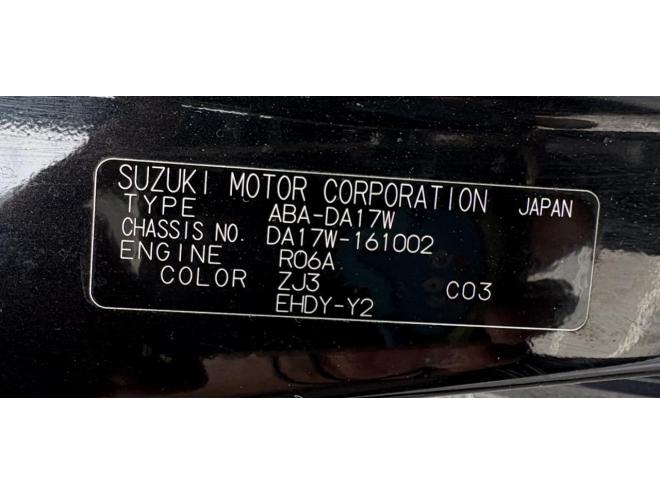 SUZUKI MOTOR CORPORATION JAPAN
TYPE ABA-DA17W
CHASSIS NO. DA17W-161002
ENGINE R06A
COLOR ZJ3 C03
EHDY-Y2